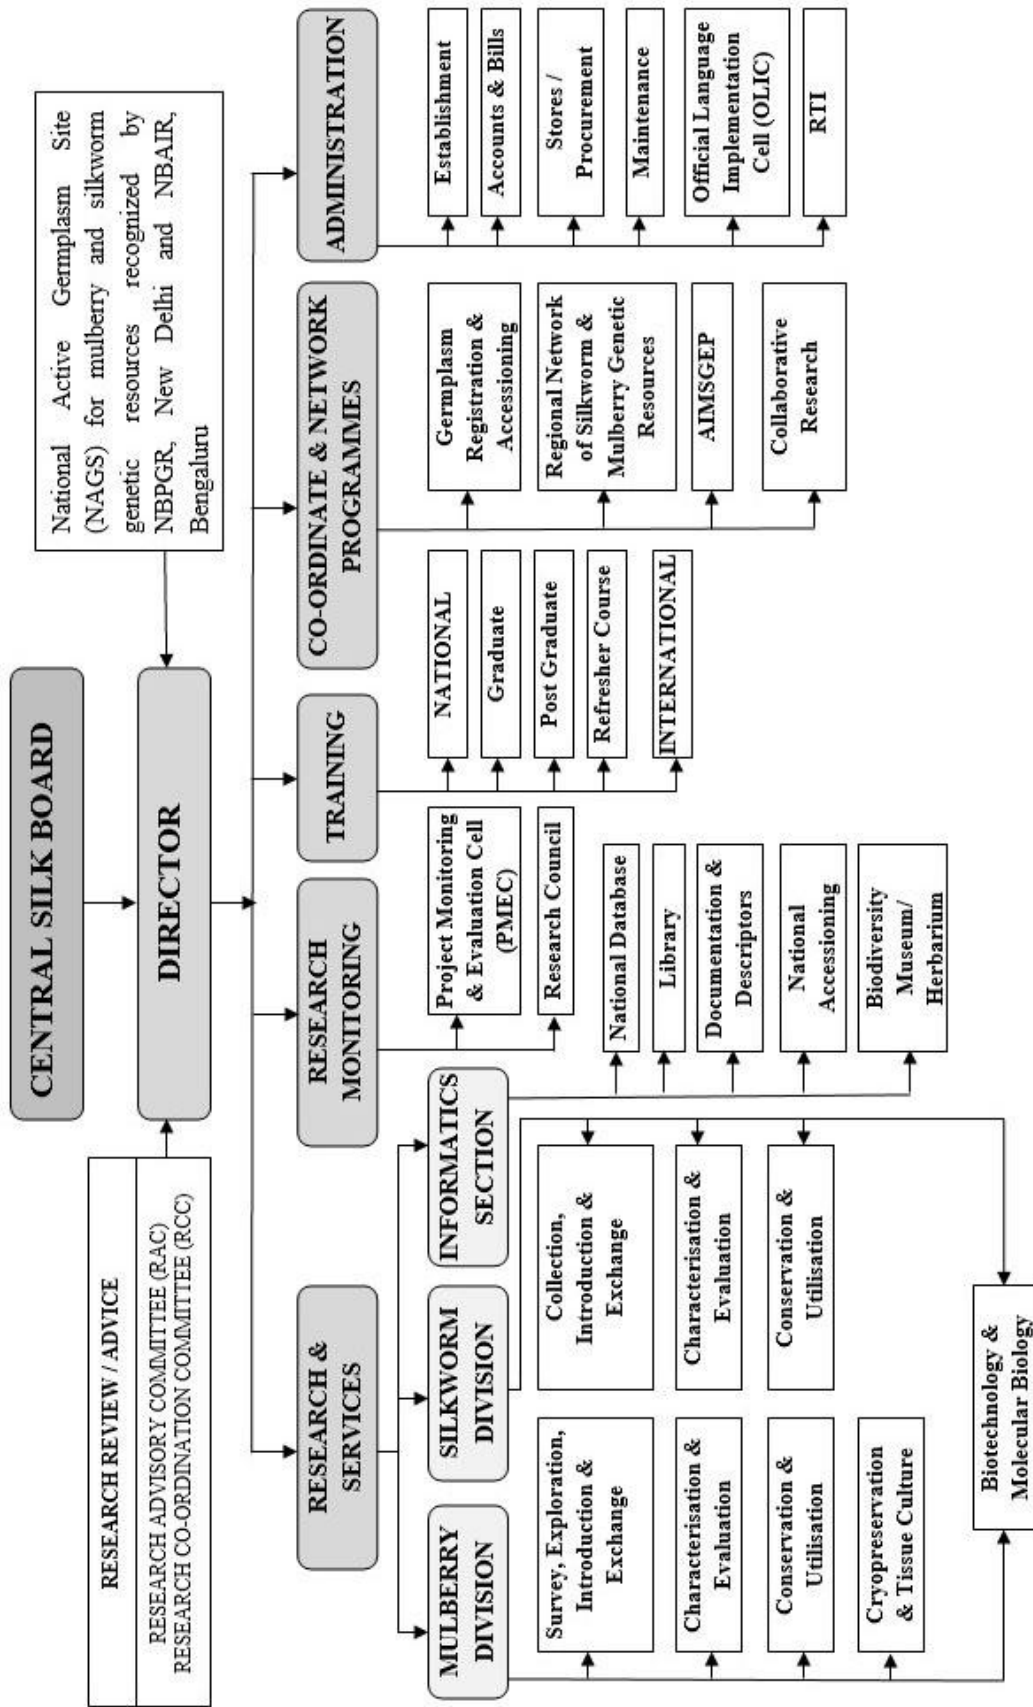 CENTRAL SILK BOARD
DIRECTOR
RESEARCH REVIEW / ADVICE
RESEARCH ADVISORY COMMITTEE (RAC)
RESEARCH CO-ORDINATION COMMITTEE (RCC)
National Active Germplasm Site
(NAGS) for mulberry and silkworm
genetic resources recognized by
NBPGR, New Delhi and NBAIR,
Bengaluru
RESEARCH &
SERVICES
RESEARCH
MONITORING
TRAINING
CO-ORDINATE & NETWORK
PROGRAMMES
ADMINISTRATION
MULBERRY
DIVISION
SILKWORM
DIVISION
INFORMATICS
SECTION
Survey, Exploration,
Introduction &
Exchange
Characterisation &
Evaluation
Conservation &
Utilisation
Cryopreservation
& Tissue Culture
Collection,
Introduction &
Exchange
Characterisation &
Evaluation
Conservation &
Utilisation
Biotechnology &
Molecular Biology
National Database
Library
Documentation &
Descriptors
National
Accessioning
Biodiversity
Museum/
Herbarium
Project Monitoring
& Evaluation Cell
(PMEC)
Research Council
NATIONAL
Graduate
Post Graduate
Refresher Course
INTERNATIONAL
Germplasm
Registration &
Accessioning
Regional Network
of Silkworm &
Mulberry Genetic
Resources
AIMSGEP
Collaborative
Research
Establishment
Accounts & Bills
Stores /
Procurement
Maintenance
Official Language
Implementation
Cell (OLIC)
RTI